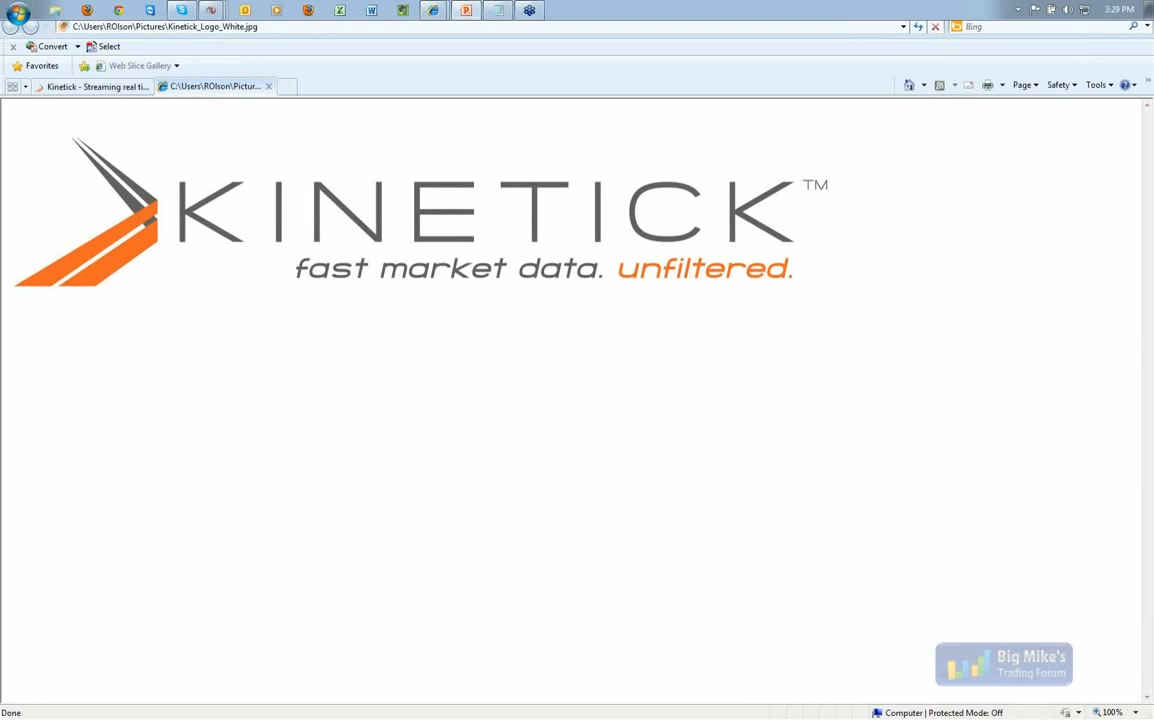 3:29 PM
C:\Users\ROlson\Pictures\Kinetick_Logo_White.jpg
Bing
Convert
Select
Favorites
Web Slice Gallery
Kinetick - Streaming real ti...
C:\Users\ROlson\Pictur...
Page
Safety
Tools
KINETICK™
fast market data. unfiltered.
Big Mike's
Trading Forum
Done
Computer | Protected Mode: Off
100%